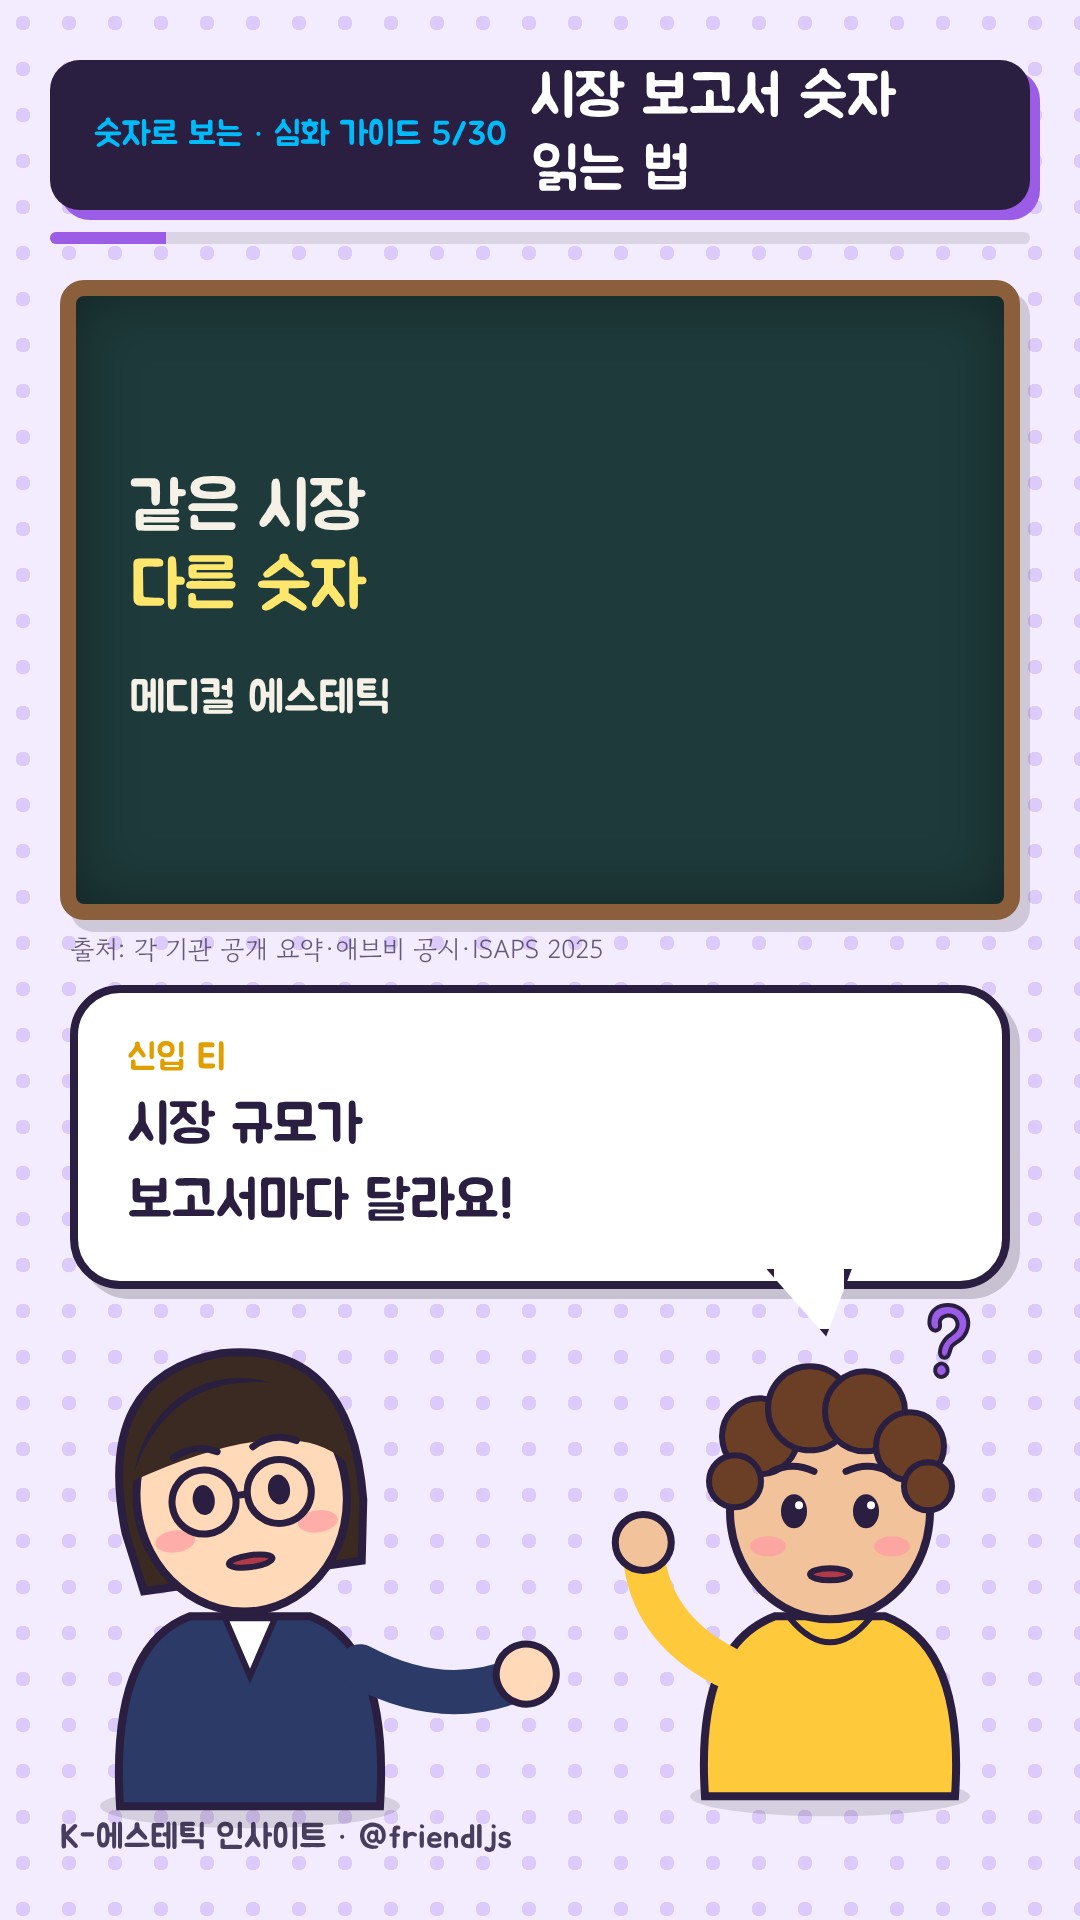 숫자로 보는 · 심화 가이드 5/30
시장 보고서 숫자
읽는 법
같은 시장
다른 숫자
메디컬 에스테틱
출처: 각 기관 공개 요약·애브비 공시·ISAPS 2025
신입 티
시장 규모가
보고서마다 달라요!
?
K-에스테틱 인사이트 · @friendljs